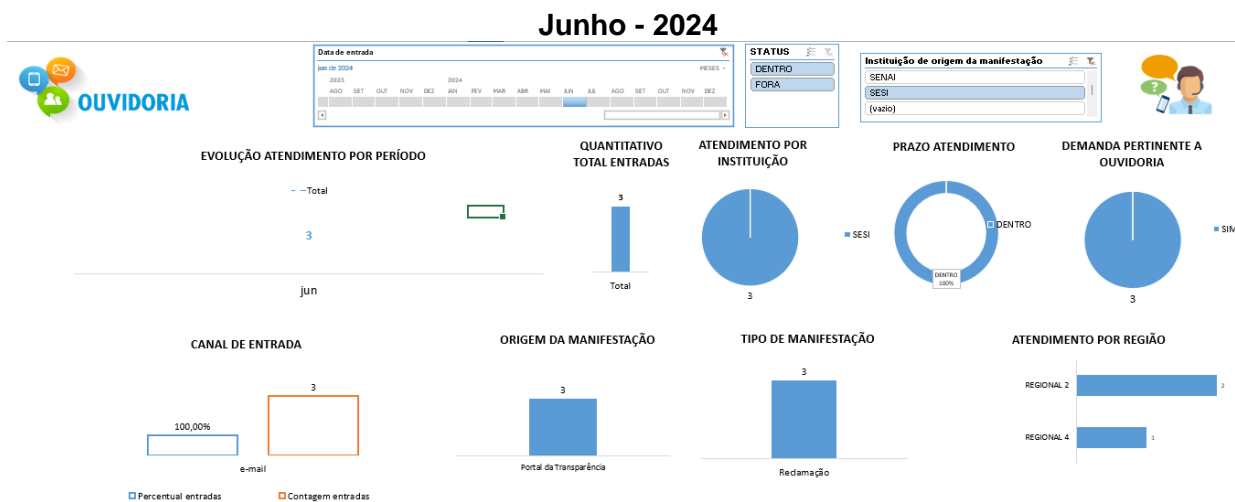 Junho - 2024
OUVIDORIA
Data de entrada
jun de 2024
MESES
2023 2024
AGO SET OUT NOV DEZ JAN FEV MAR ABR MAI JUN JUL AGO SET OUT NOV DEZ
STATUS
DENTRO
FORA
Instituição de origem da manifestação
SENAI
SESI
(vazio)
?
EVOLUÇÃO ATENDIMENTO POR PERÍODO
Total
3
jun
QUANTITATIVO
TOTAL ENTRADAS
3
Total
ATENDIMENTO POR
INSTITUIÇÃO
SESI
3
PRAZO ATENDIMENTO
DENTRO
DENTRO
100%
DEMANDA PERTINENTE A
OUVIDORIA
SIM
3
CANAL DE ENTRADA
100,00%
3
e-mail
Percentual entradas
Contagem entradas
ORIGEM DA MANIFESTAÇÃO
3
Portal da Transparência
TIPO DE MANIFESTAÇÃO
3
Reclamação
ATENDIMENTO POR REGIÃO
REGIONAL 2
2
REGIONAL 4
1